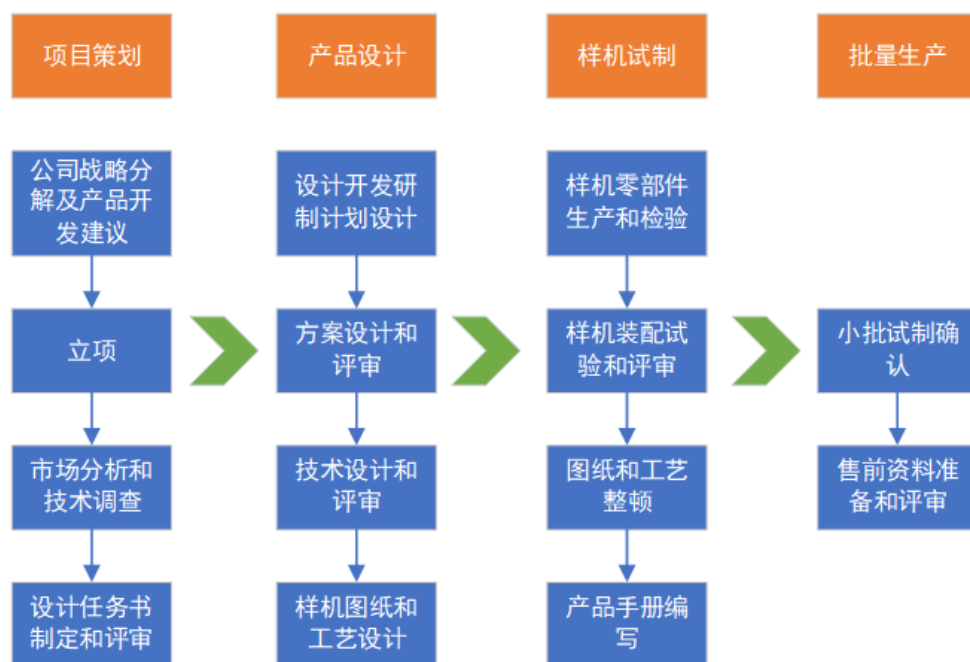 项目策划
产品设计
样机试制
批量生产
公司战略分
解及产品开
发建议
设计开发研
制计划设计
样机零部件
生产和检验
立项
方案设计和
评审
样机装配试
验和评审
小批试制确
认
市场分析和
技术调查
技术设计和
评审
图纸和工艺
整顿
售前资料准
备和评审
设计任务书
制定和评审
样机图纸和
工艺设计
产品手册编
写